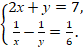 {2x + y = 7,
1/x - 1/y = 1/6.